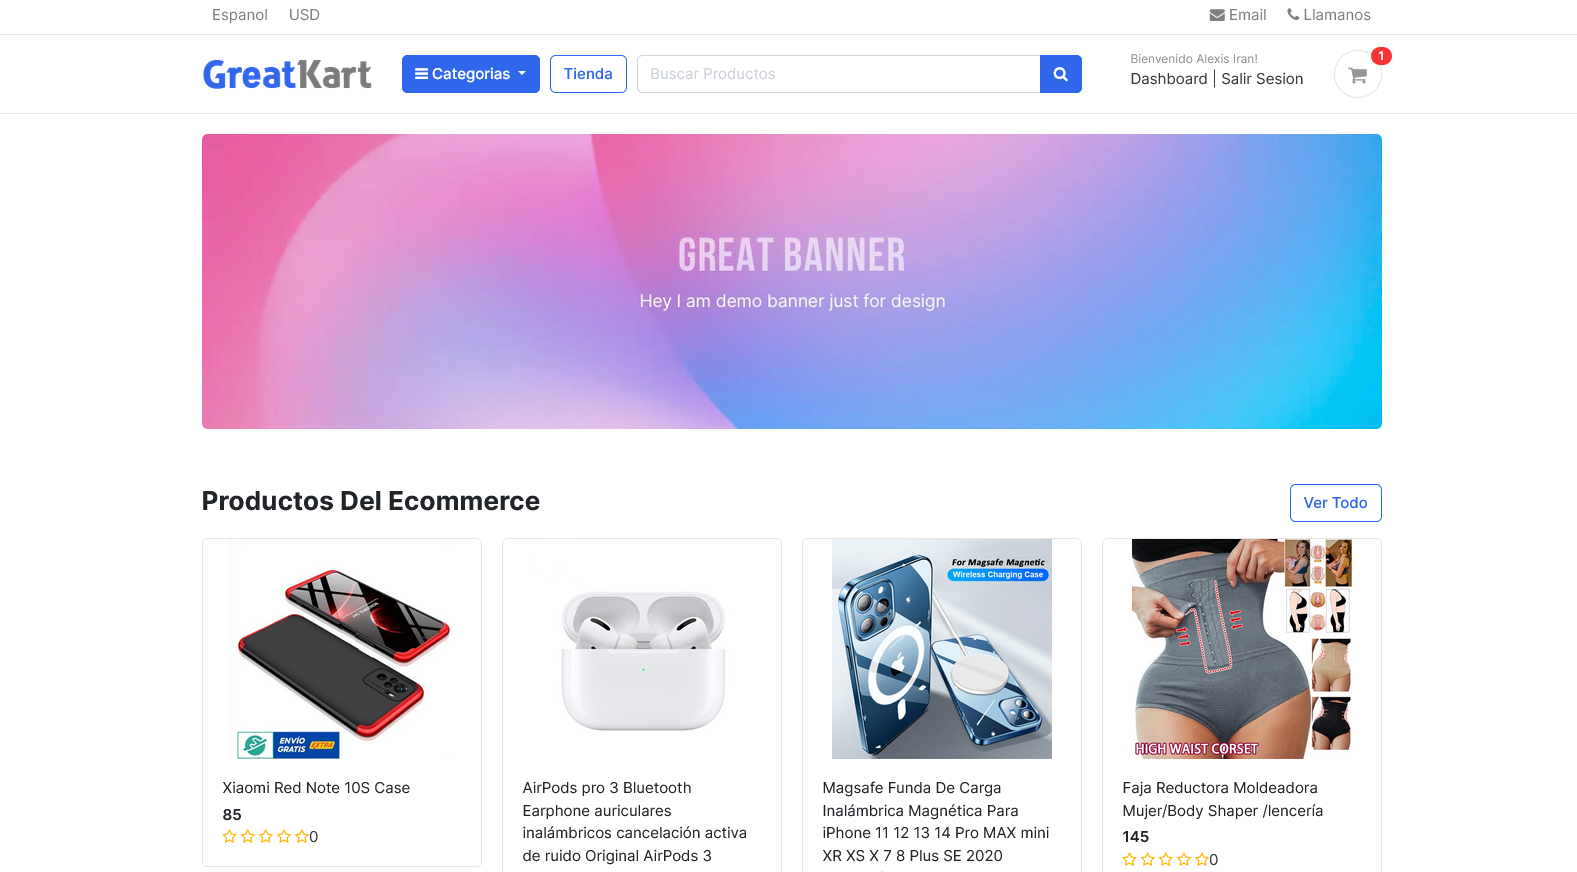 Espanol USD Email Llamanos
GreatKart Categorias Tienda Buscar Productos
Bienvenido Alexis Iran!
Dashboard | Salir Sesion
1
GREAT BANNER
Hey I am demo banner just for design
Productos Del Ecommerce
Ver Todo
ENVÍO
GRATIS EXTRA
Xiaomi Red Note 10S Case
85
0
AirPods pro 3 Bluetooth
Earphone auriculares
inalámbricos cancelación activa
de ruido Original AirPods 3
For Magsafe Magnetic
Wireless Charging Case
Magsafe Funda De Carga
Inalámbrica Magnética Para
iPhone 11 12 13 14 Pro MAX mini
XR XS X 7 8 Plus SE 2020
HIGH WAIST CORSET
Faja Reductora Moldeadora
Mujer/Body Shaper /lencería
145
0